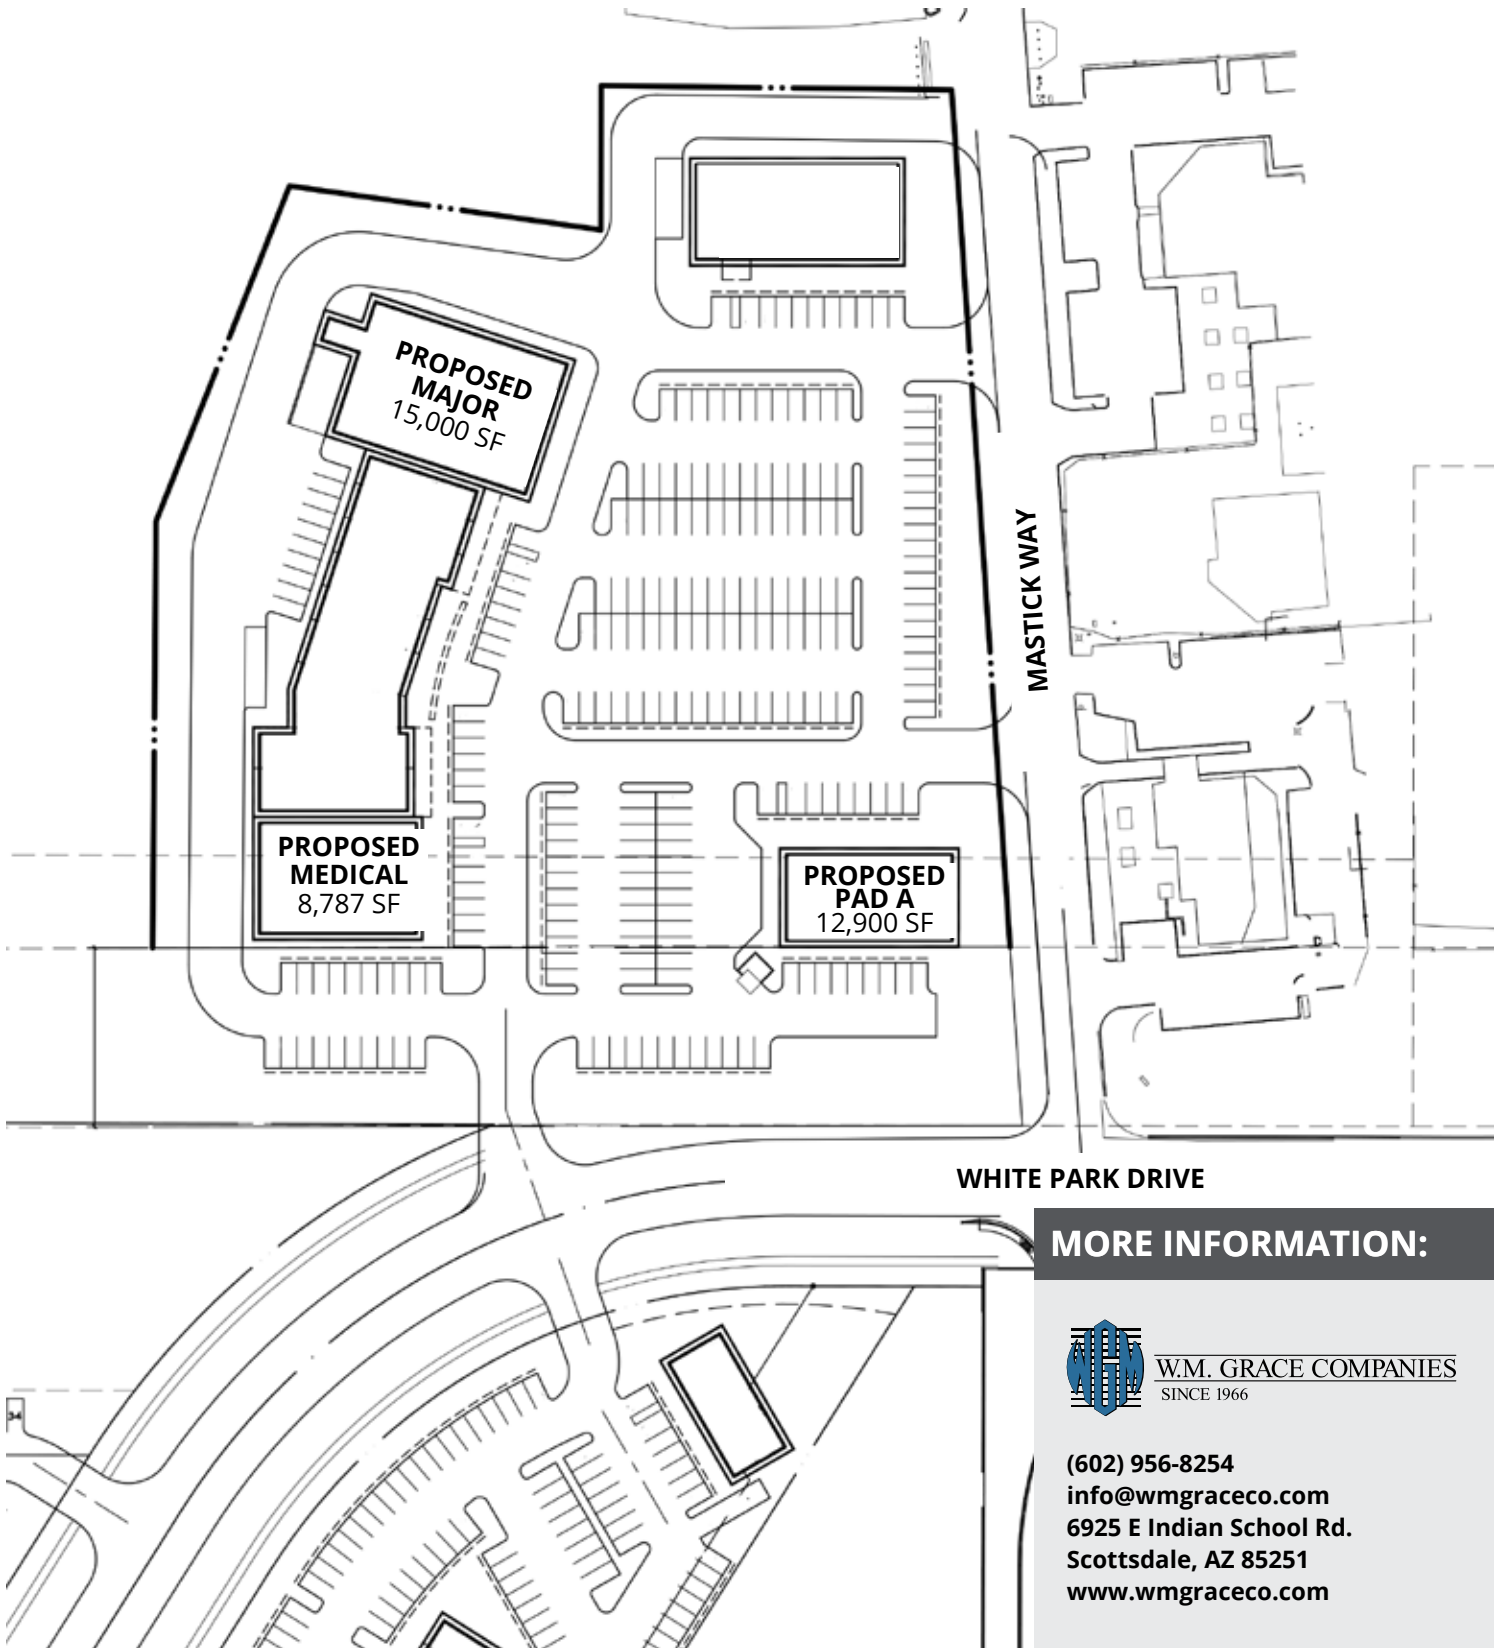 PROPOSED
MAJOR
15,000 SF
MASTICK WAY
PROPOSED
MEDICAL
8,787 SF
PROPOSED
PAD A
12,900 SF
WHITE PARK DRIVE
34
MORE INFORMATION:
W.M. GRACE COMPANIES
SINCE 1966
(602) 956-8254
info@wmgraceco.com
6925 E Indian School Rd.
Scottsdale, AZ 85251
www.wmgraceco.com